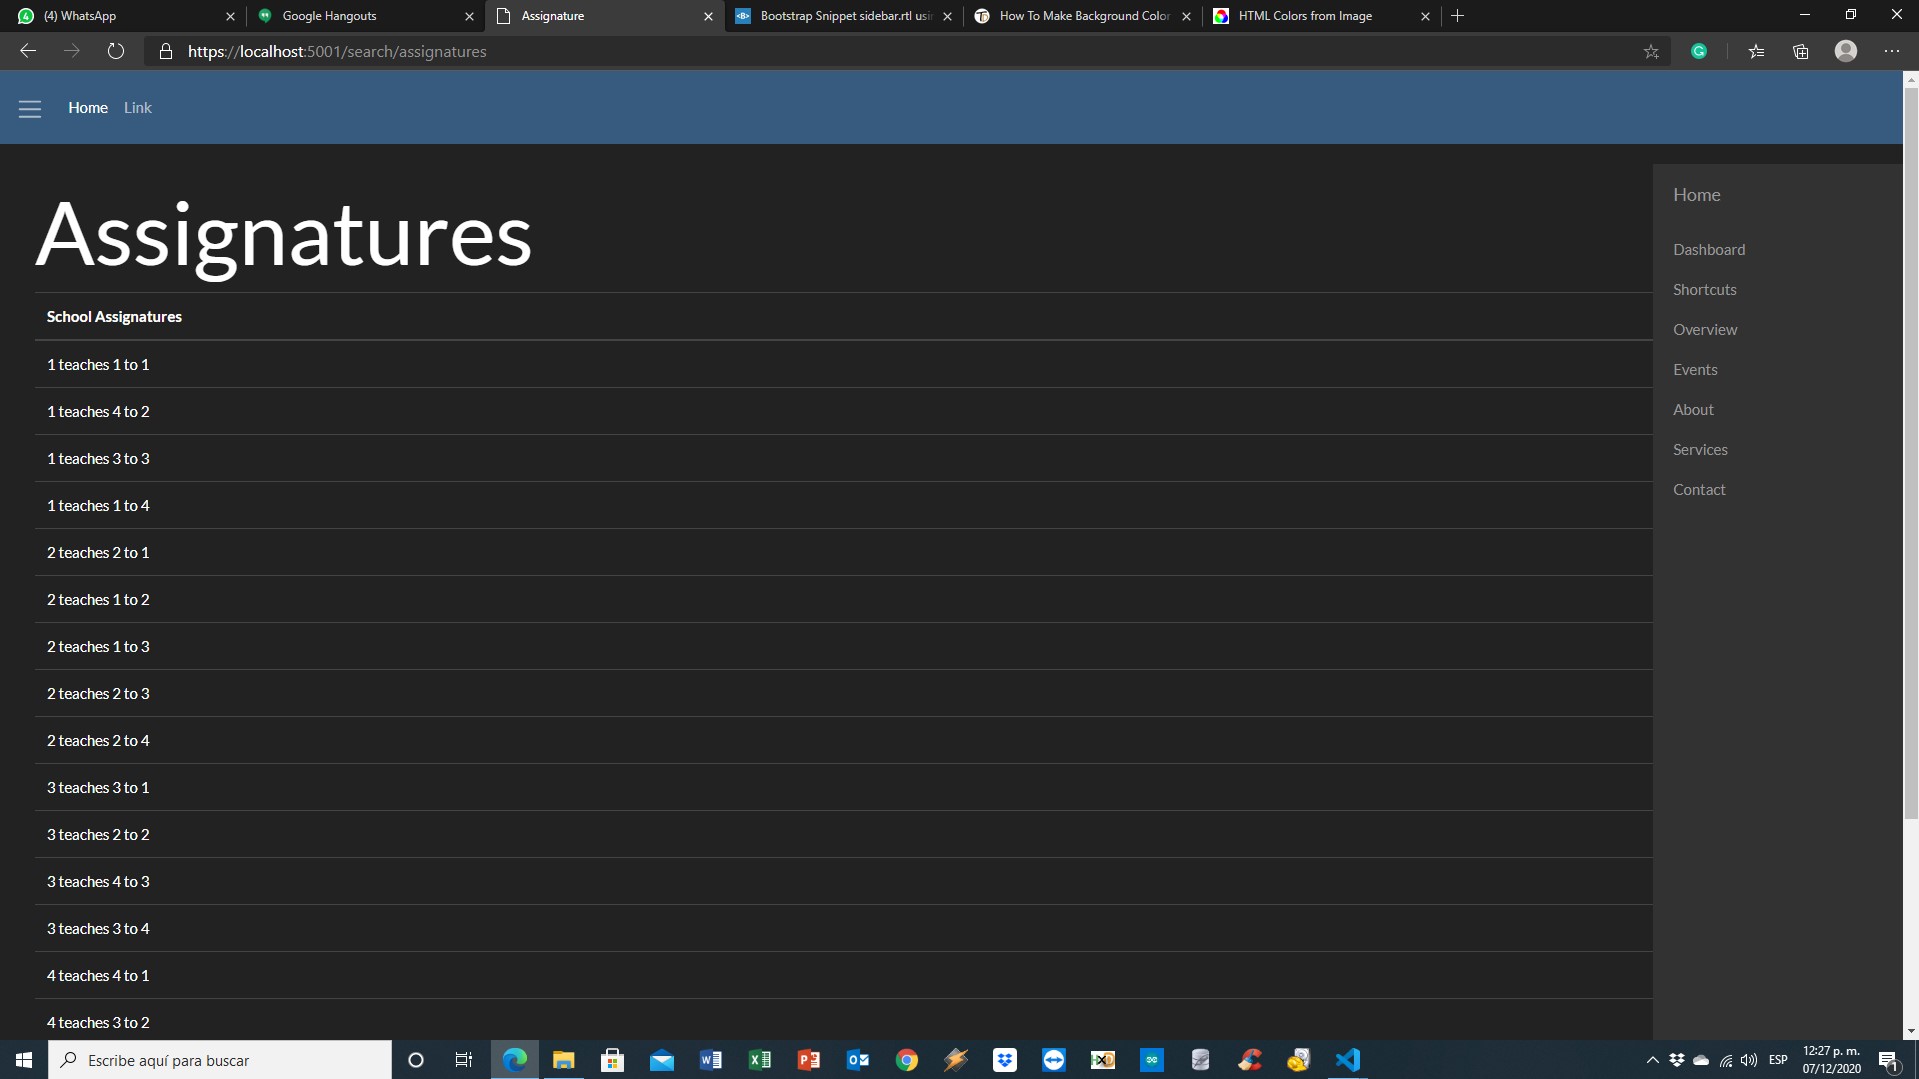 (4) WhatsApp
Google Hangouts
Assignature
Bootstrap Snippet sidebar.rtl usin
How To Make Background Color
HTML Colors from Image
https://localhost:5001/search/assignatures
Home Link
Assignatures
School Assignatures
1 teaches 1 to 1
1 teaches 4 to 2
1 teaches 3 to 3
1 teaches 1 to 4
2 teaches 2 to 1
2 teaches 1 to 2
2 teaches 1 to 3
2 teaches 2 to 3
2 teaches 2 to 4
3 teaches 3 to 1
3 teaches 2 to 2
3 teaches 4 to 3
3 teaches 3 to 4
4 teaches 4 to 1
4 teaches 3 to 2
Home
Dashboard
Shortcuts
Overview
Events
About
Services
Contact
Escribe aquí para buscar
ESP
12:27 p. m.
07/12/2020
1